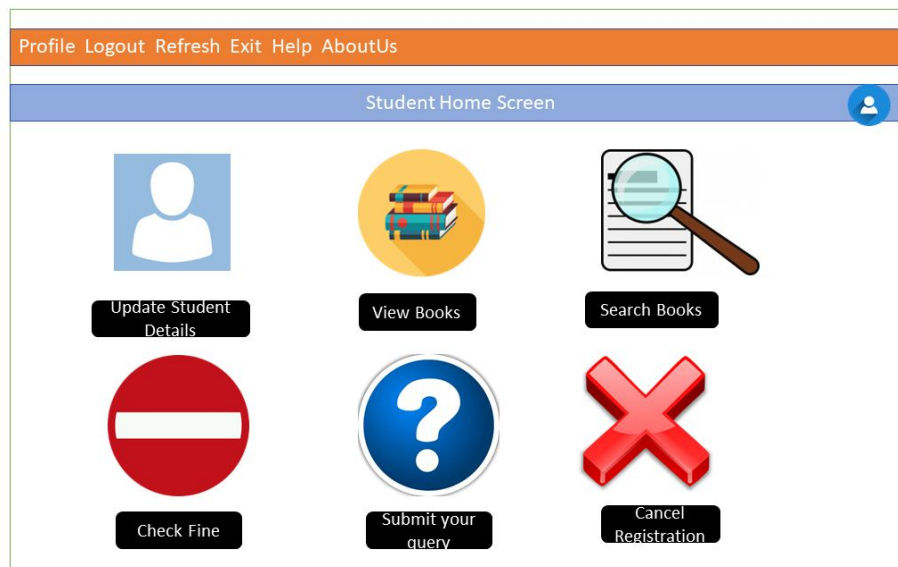 Profile Logout Refresh Exit Help AboutUs
Student Home Screen
Update Student
Details
View Books
Search Books
Check Fine
Submit your
query
Cancel
Registration